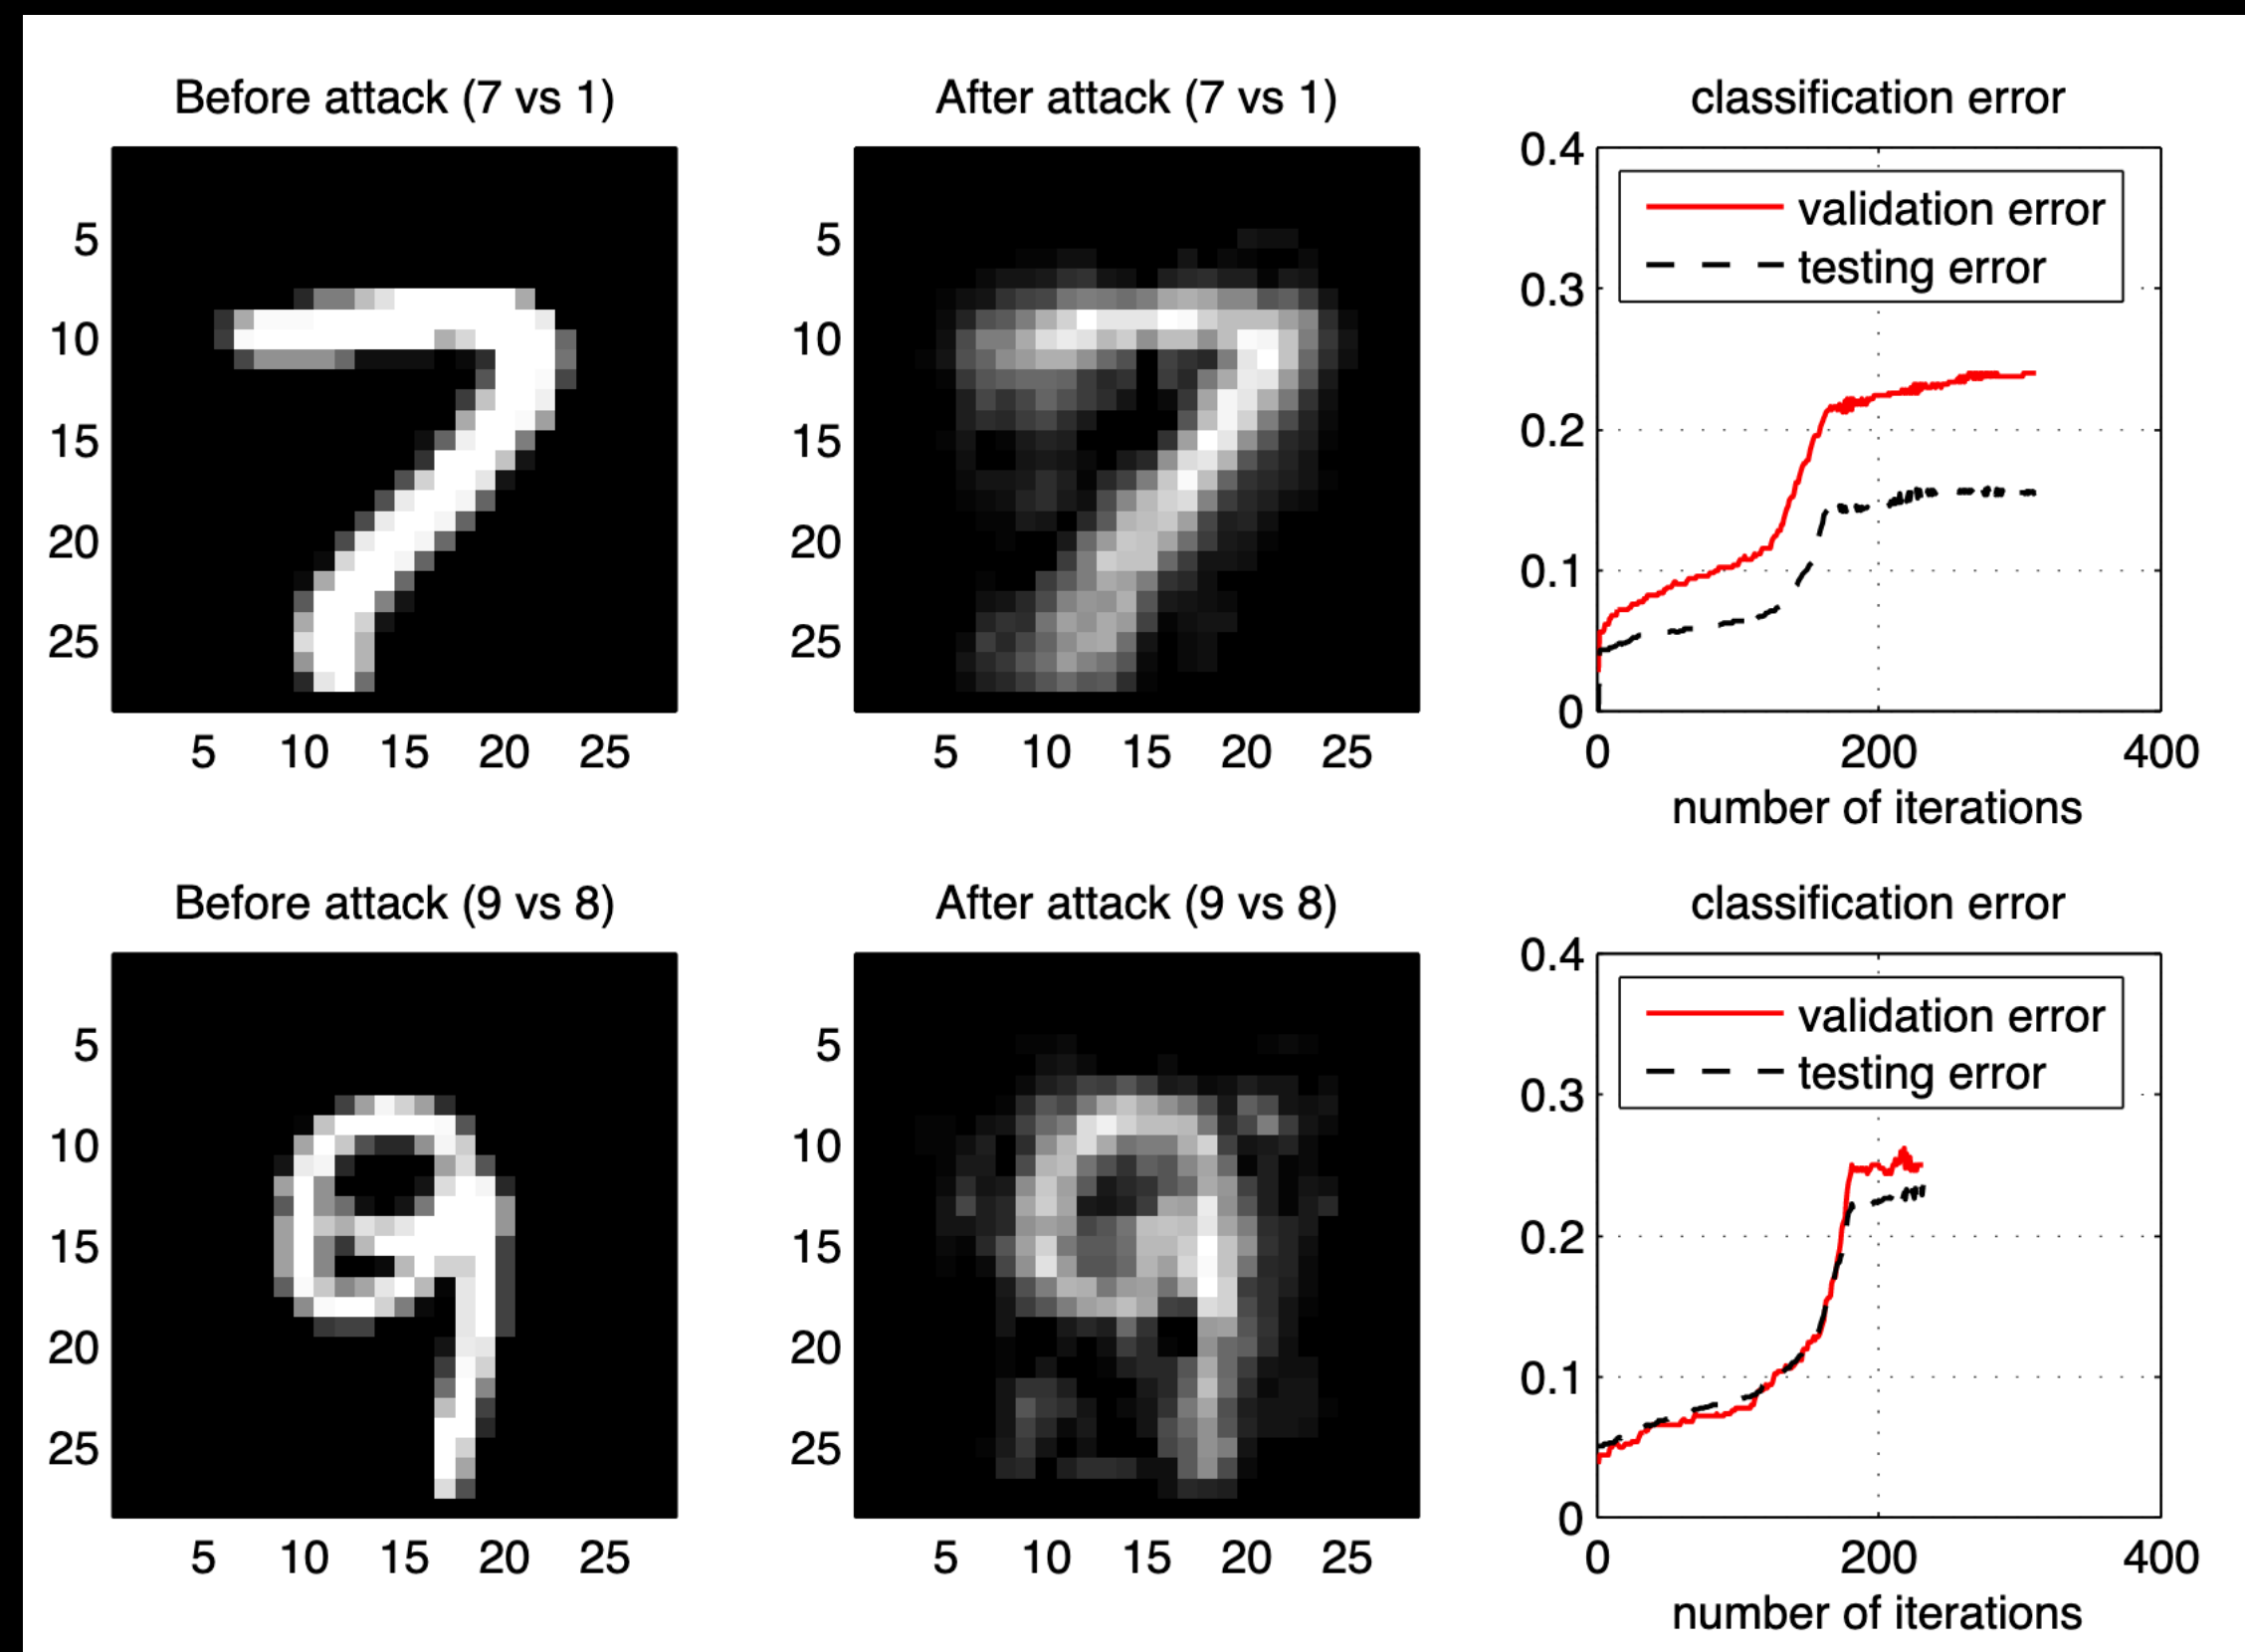 Before attack (7 vs 1)
5
10
15
20
25
5 10 15 20 25
After attack (7 vs 1)
5
10
15
20
25
5 10 15 20 25
classification error
0.4
validation error
testing error
0.3
0.2
0.1
0
0 200 400
number of iterations
Before attack (9 vs 8)
5
10
15
20
25
5 10 15 20 25
After attack (9 vs 8)
5
10
15
20
25
5 10 15 20 25
classification error
0.4
validation error
testing error
0.3
0.2
0.1
0
0 200 400
number of iterations